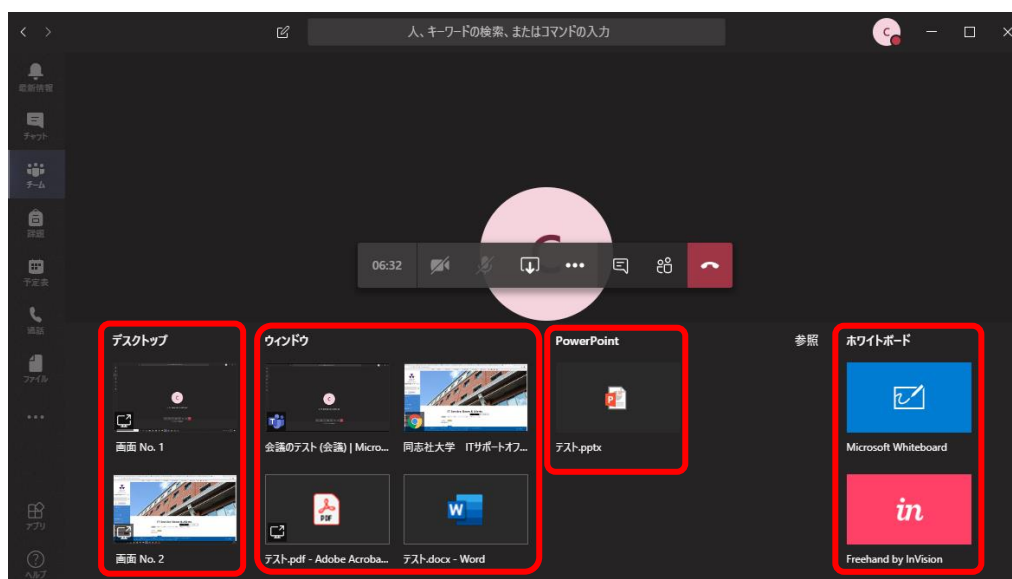 人、キーワードの検索、またはコマンドの入力
C
最新情報
チャット
チーム
課題
予定表
通話
ファイル
アプリ
ヘルプ
06:32
デスクトップ
画面 No. 1
画面 No. 2
ウィンドウ
会議のテスト (会議) | Micro...
同志社大学 ITサポートオフ...
PDF
テスト.pdf - Adobe Acroba...
W
テスト.docx - Word
PowerPoint
P
テスト.pptx
参照
ホワイトボード
Microsoft Whiteboard
in
Freehand by InVision